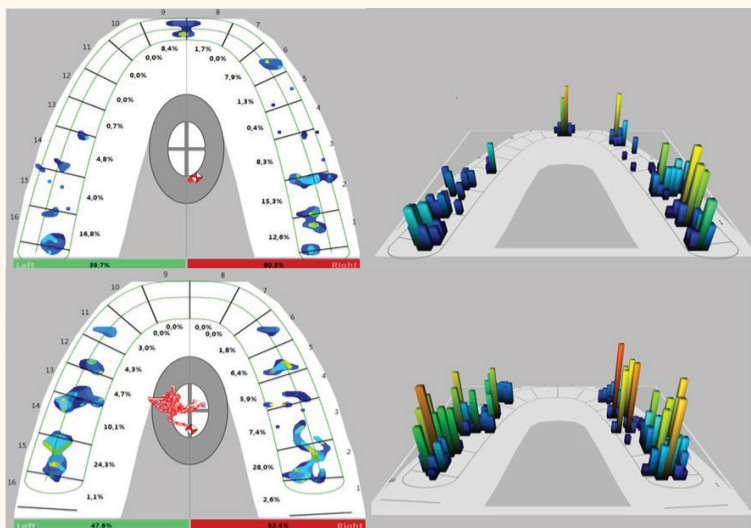 9 8
10 7
8,4% 1,7%
11 0,0% 0,0% 6
12 0,0% 7,9% 5
13 0,0% 1,3% 4
14 0,7% 0,4% 3
15 4,8% 8,3% 2
4,0% 15,3%
16 16,8% 12,6% 1
Left 39,7% Right
9 8
10 7
11 0,0% 0,0% 6
0,0% 0,0%
12 3,0% 1,8% 5
13 4,3% 6,4% 4
14 4,7% 5,9% 3
15 10,1% 7,4% 2
24,3% 28,0%
16 1,1% 2,6% 1
Left 47,6% 52,4% Right